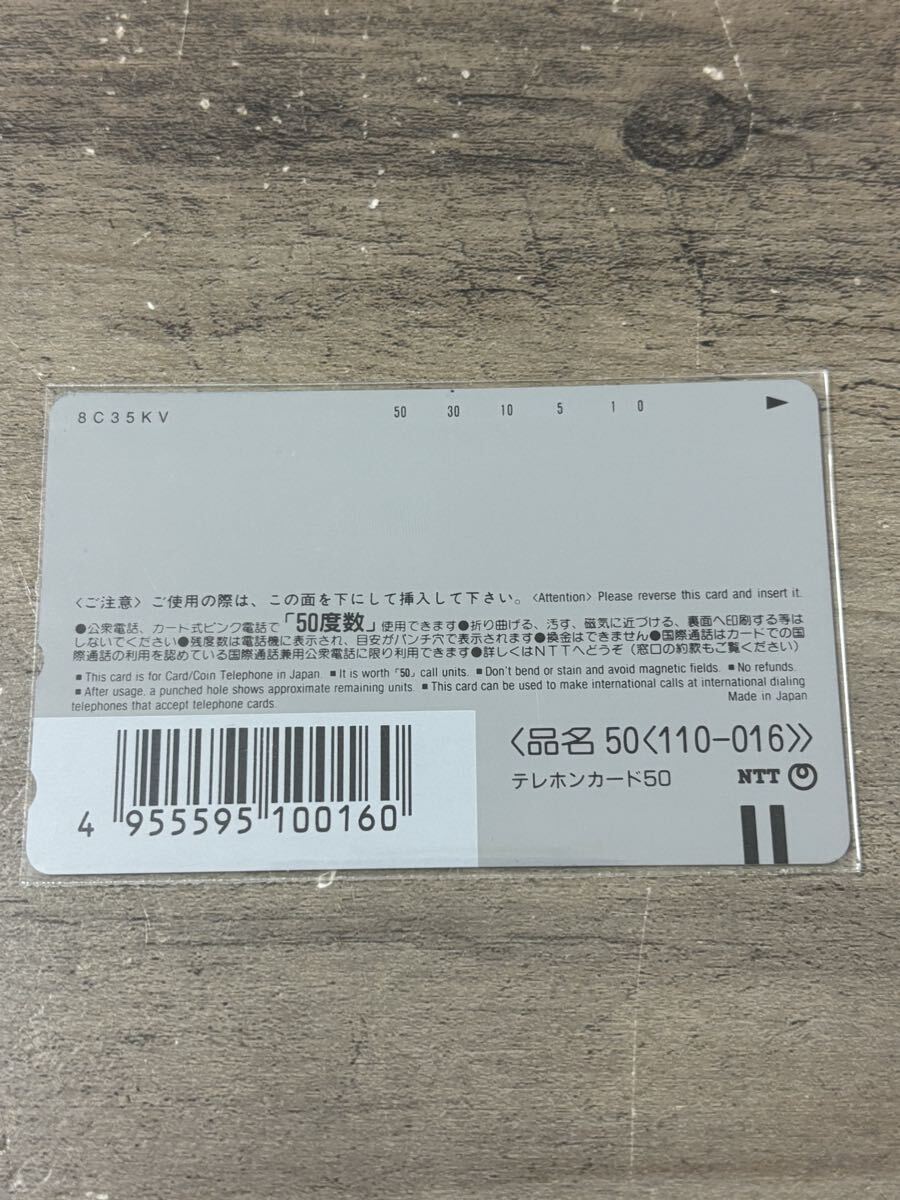 8C35KV 50 30 10 5 1 0
〈ご注意〉ご使用の際は、この面を下にして挿入して下さい。〈Attention〉Please reverse this card and insert it.
●公衆電話、カード式ピンク電話で「50度数」使用できます●折り曲げる、汚す、磁気に近づける、裏面へ印刷する等は
しないでください●残度数は電話機に表示され、目安がパンチ穴で表示されます●換金はできません●国際通話はカードでの国
際通話の利用を認めている国際通話兼用公衆電話に限り利用できます●詳しくはNTTへどうぞ（窓口の約款もご覧ください）
■This card is for Card/Coin Telephone in Japan. ■It is worth「50」call units. ■Don't bend or stain and avoid magnetic fields. ■No refunds.
■After usage, a punched hole shows approximate remaining units. ■This card can be used to make international calls at international dialing
telephones that accept telephone cards. Made in Japan
〈品名 50〈110-016〉〉
テレホンカード50 NTT
4 955595 100160